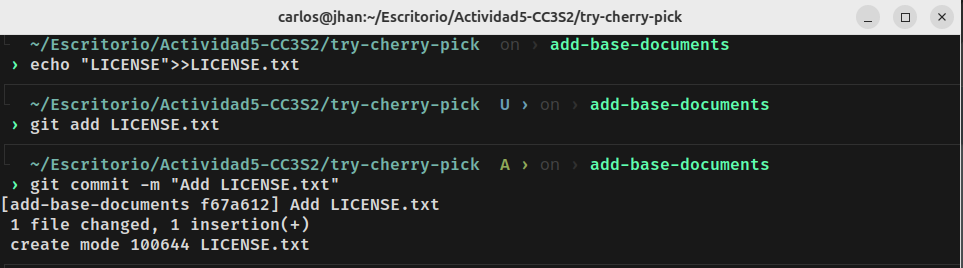 carlos@jhan:~/Escritorio/Actividad5-CC3S2/try-cherry-pick
~/Escritorio/Actividad5-CC3S2/try-cherry-pick on › add-base-documents
› echo "LICENSE">>LICENSE.txt
~/Escritorio/Actividad5-CC3S2/try-cherry-pick U › on › add-base-documents
› git add LICENSE.txt
~/Escritorio/Actividad5-CC3S2/try-cherry-pick A › on › add-base-documents
› git commit -m "Add LICENSE.txt"
[add-base-documents f67a612] Add LICENSE.txt
1 file changed, 1 insertion(+)
create mode 100644 LICENSE.txt